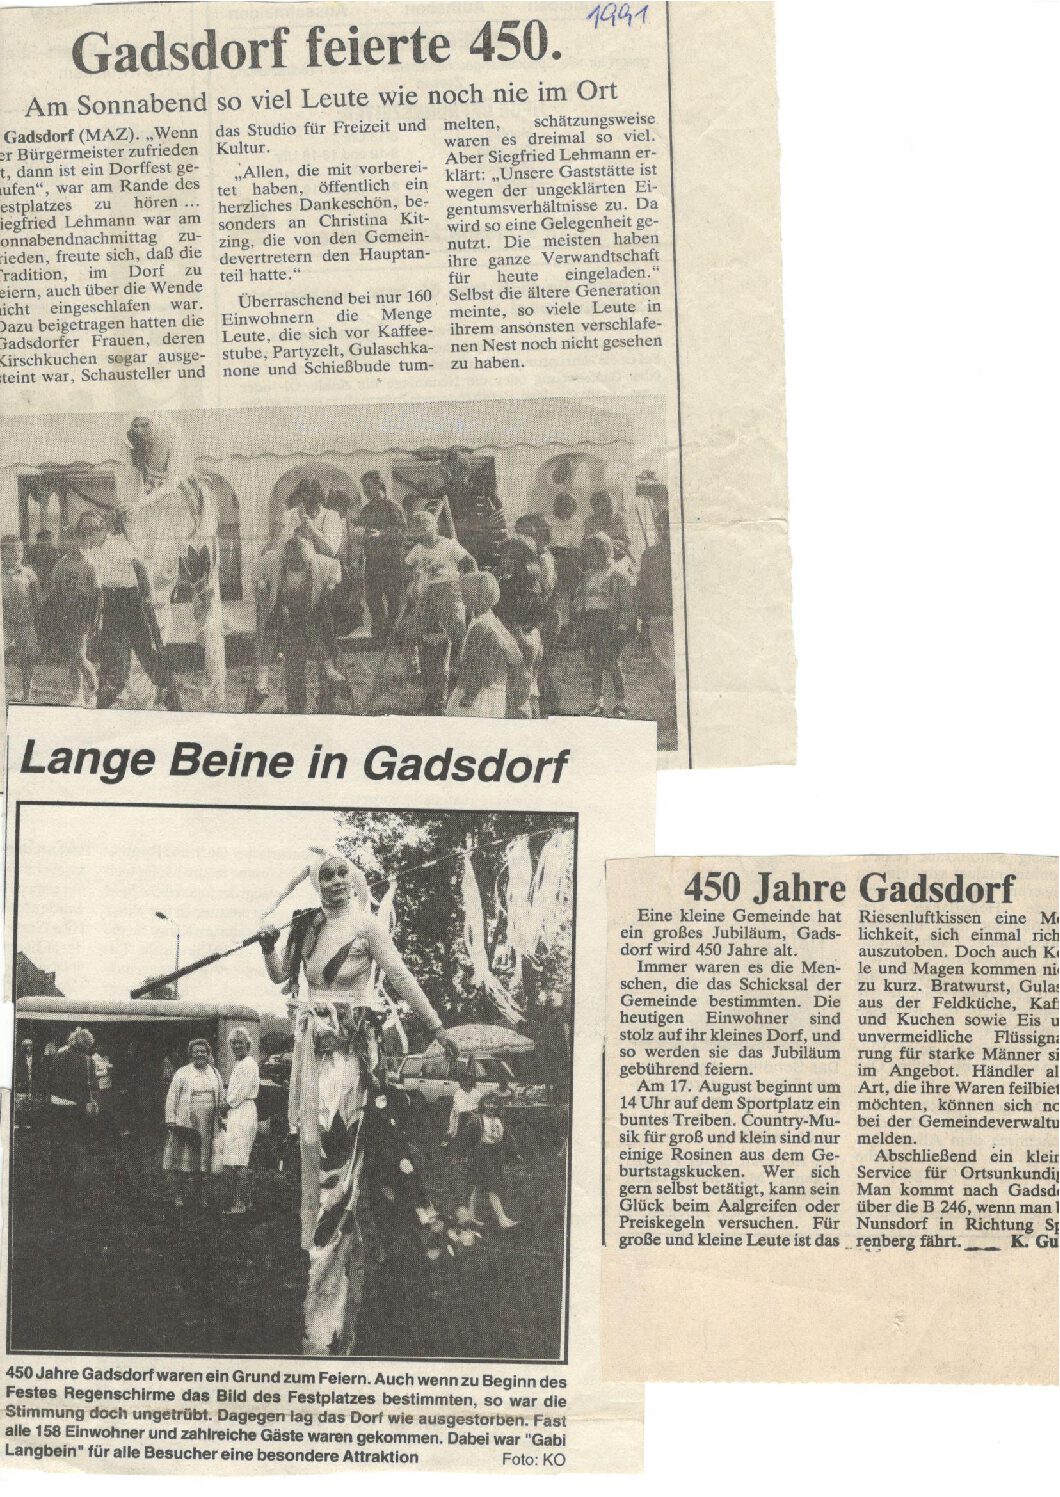 1991
Gadsdorf feierte 450.
Am Sonnabend so viel Leute wie noch nie im Ort
Gadsdorf (MAZ). „Wenn
er Bürgermeister zufrieden
t, dann ist ein Dorffest ge-
aufen“, war am Rande des
estplatzes zu hören ...
iegfried Lehmann war am
onnabendnachmittag zu-
rieden, freute sich, daß die
Tradition, im Dorf zu
eiern, auch über die Wende
nicht eingeschlafen war.
Dazu beigetragen hatten die
Gadsdorfer Frauen, deren
Kirschkuchen sogar ausge-
teint war, Schausteller und
das Studio für Freizeit und
Kultur.
„Allen, die mit vorberei-
tet haben, öffentlich ein
herzliches Dankeschön, be-
sonders an Christina Kit-
zing, die von den Gemein-
devertretern den Hauptan-
teil hatte.“
Überraschend bei nur 160
Einwohnern die Menge
Leute, die sich vor Kaffee-
stube, Partyzelt, Gulaschka-
none und Schießbude tum-
melten, schätzungsweise
waren es dreimal so viel.
Aber Siegfried Lehmann er-
klärt: „Unsere Gaststätte ist
wegen der ungeklärten Ei-
gentumsverhältnisse zu. Da
wird so eine Gelegenheit ge-
nutzt. Die meisten haben
ihre ganze Verwandtschaft
für heute eingeladen.“
Selbst die ältere Generation
meinte, so viele Leute in
ihrem ansonsten verschlafe-
nen Nest noch nicht gesehen
zu haben.
Lange Beine in Gadsdorf
450 Jahre Gadsdorf waren ein Grund zum Feiern. Auch wenn zu Beginn des
Festes Regenschirme das Bild des Festplatzes bestimmten, so war die
Stimmung doch ungetrübt. Dagegen lag das Dorf wie ausgestorben. Fast
alle 158 Einwohner und zahlreiche Gäste waren gekommen. Dabei war "Gabi
Langbein" für alle Besucher eine besondere Attraktion
Foto: KO
450 Jahre Gadsdorf
Eine kleine Gemeinde hat
ein großes Jubiläum, Gads-
dorf wird 450 Jahre alt.
Immer waren es die Men-
schen, die das Schicksal der
Gemeinde bestimmten. Die
heutigen Einwohner sind
stolz auf ihr kleines Dorf, und
so werden sie das Jubiläum
gebührend feiern.
Am 17. August beginnt um
14 Uhr auf dem Sportplatz ein
buntes Treiben. Country-Mu-
sik für groß und klein sind nur
einige Rosinen aus dem Ge-
burtstagskucken. Wer sich
gern selbst betätigt, kann sein
Glück beim Aalgreifen oder
Preiskegeln versuchen. Für
große und kleine Leute ist das
Riesenluftkissen eine Mö
lichkeit, sich einmal rich
auszutoben. Doch auch Ke
le und Magen kommen nic
zu kurz. Bratwurst, Gulas
aus der Feldküche, Kaf
und Kuchen sowie Eis u
unvermeidliche Flüssigna
rung für starke Männer si
im Angebot. Händler all
Art, die ihre Waren feilbiet
möchten, können sich no
bei der Gemeindeverwaltu
melden.
Abschließend ein klein
Service für Ortsunkundig
Man kommt nach Gadsdo
über die B 246, wenn man
Nunsdorf in Richtung Sp
renberg fährt.
K. Gu